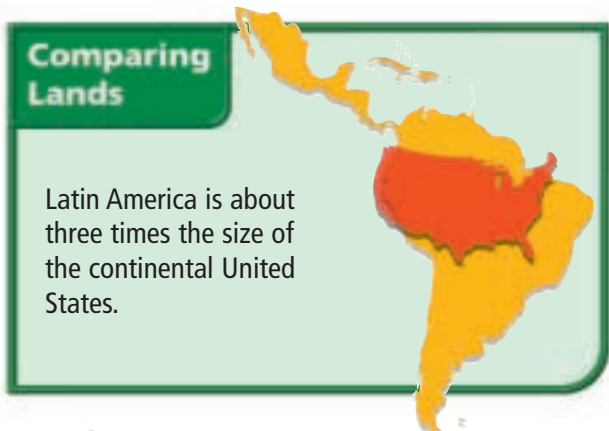 Comparing
Lands
Latin America is about
three times the size of
the continental United
States.